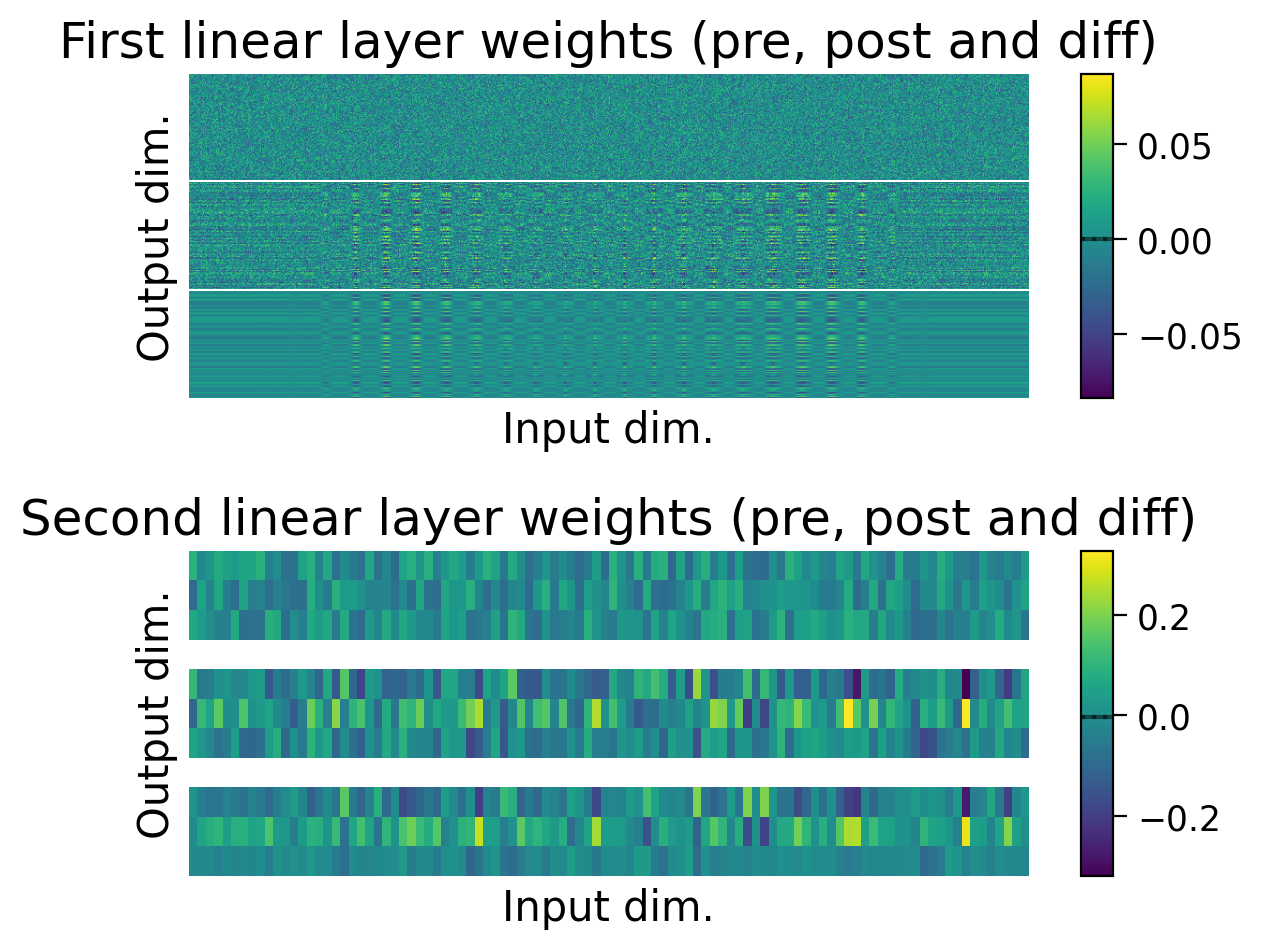 First linear layer weights (pre, post and diff)
Output dim.
0.05
0.00
−0.05
Input dim.
Second linear layer weights (pre, post and diff)
Output dim.
0.2
0.0
−0.2
Input dim.